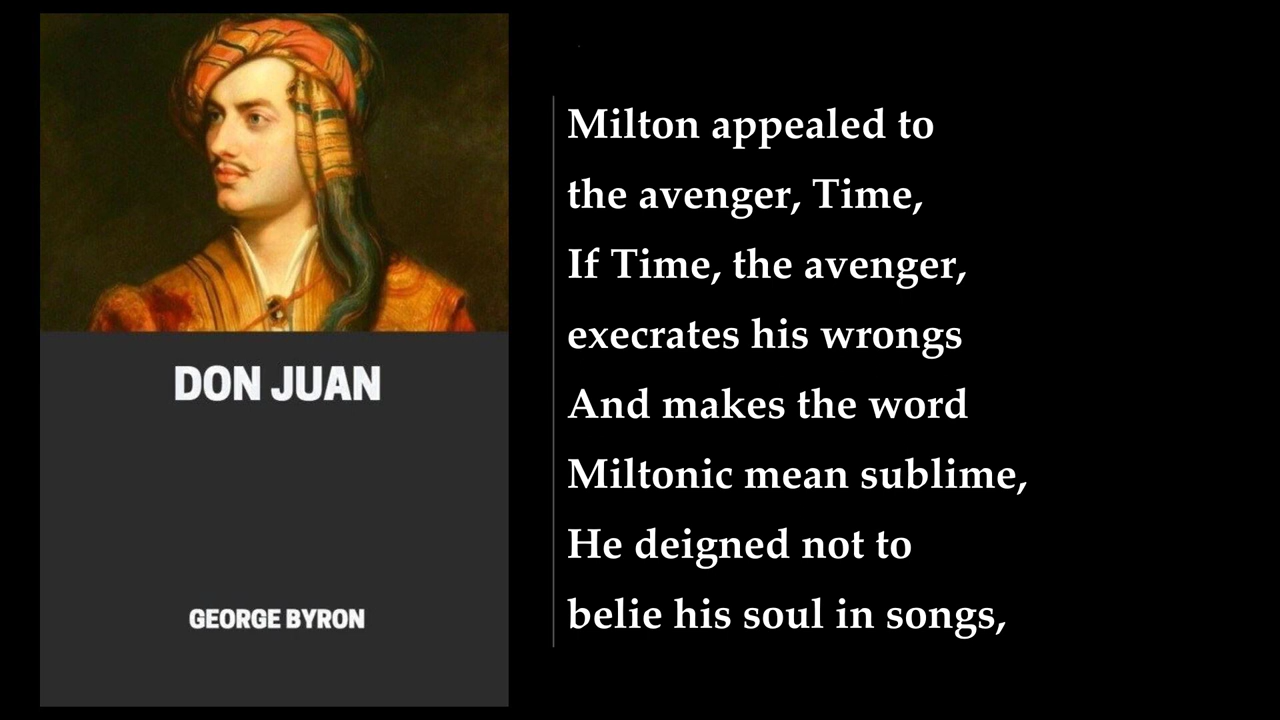 DON JUAN
GEORGE BYRON
Milton appealed to
the avenger, Time,
If Time, the avenger,
execrates his wrongs
And makes the word
Miltonic mean sublime,
He deigned not to
belie his soul in songs,